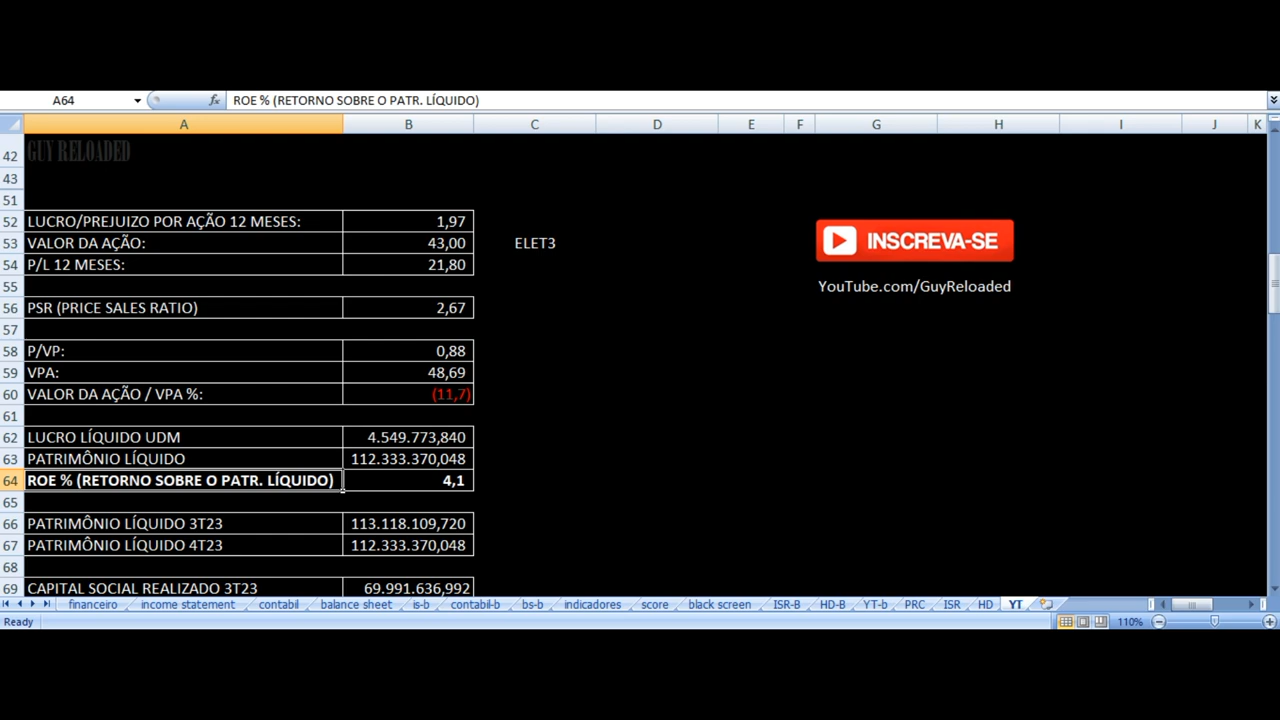 A64 fx ROE % (RETORNO SOBRE O PATR. LÍQUIDO)
A B C D E F G H I J K
42 GUY RELOADED
43
51
52 LUCRO/PREJUIZO POR AÇÃO 12 MESES: 1,97
53 VALOR DA AÇÃO: 43,00 ELET3 INSCREVA-SE
54 P/L 12 MESES: 21,80
55 YouTube.com/GuyReloaded
56 PSR (PRICE SALES RATIO) 2,67
57
58 P/VP: 0,88
59 VPA: 48,69
60 VALOR DA AÇÃO / VPA %: (11,7)
61
62 LUCRO LÍQUIDO UDM 4.549.773,840
63 PATRIMÔNIO LÍQUIDO 112.333.370,048
64 ROE % (RETORNO SOBRE O PATR. LÍQUIDO) 4,1
65
66 PATRIMÔNIO LÍQUIDO 3T23 113.118.109,720
67 PATRIMÔNIO LÍQUIDO 4T23 112.333.370,048
68
69 CAPITAL SOCIAL REALIZADO 3T23 69.991.636,992
financeiro income statement contabil balance sheet is-b contabil-b bs-b indicadores score black screen ISR-B HD-B YT-b PRC ISR HD YT
Ready 110%